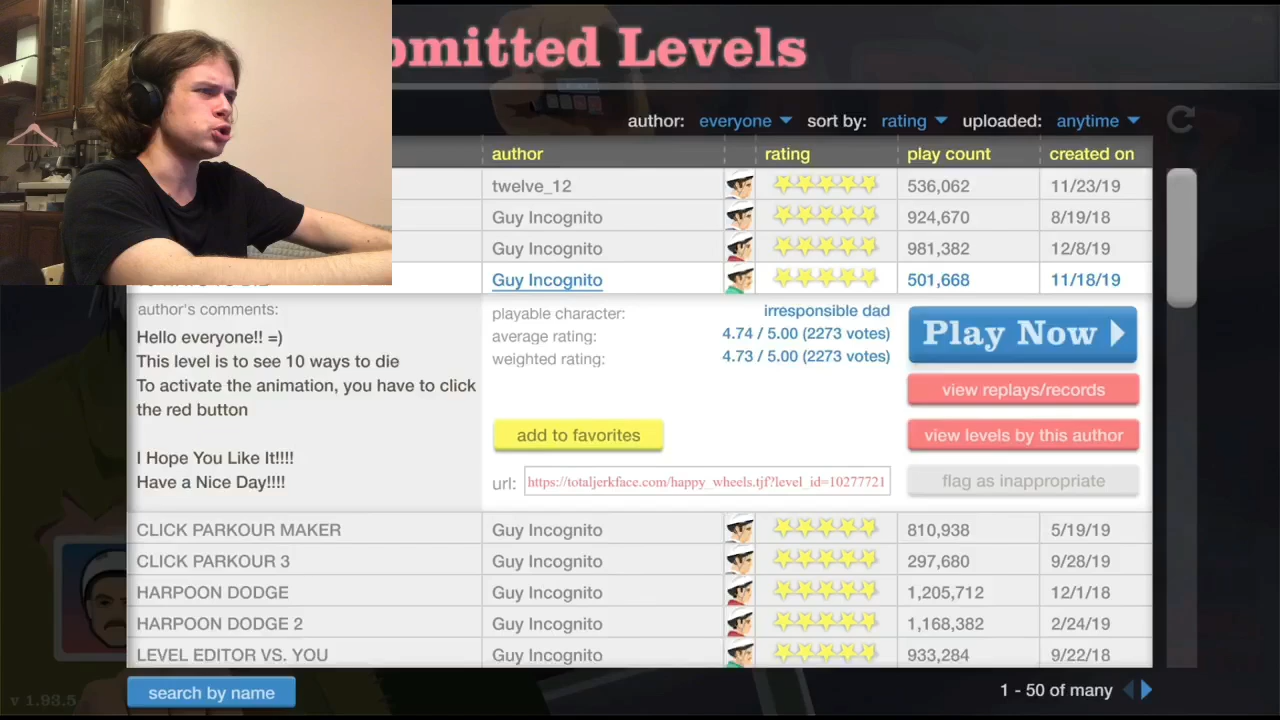 omitted Levels
author: everyone sort by: rating uploaded: anytime
author rating play count created on
twelve_12 536,062 11/23/19
Guy Incognito 924,670 8/19/18
Guy Incognito 981,382 12/8/19
Guy Incognito 501,668 11/18/19
author's comments:
Hello everyone!! =)
This level is to see 10 ways to die
To activate the animation, you have to click
the red button
I Hope You Like It!!!!
Have a Nice Day!!!!
playable character: irresponsible dad
average rating: 4.74 / 5.00 (2273 votes)
weighted rating: 4.73 / 5.00 (2273 votes)
add to favorites
url: https://totaljerkface.com/happy_wheels.tjf?level_id=10277721
Play Now
view replays/records
view levels by this author
flag as inappropriate
CLICK PARKOUR MAKER Guy Incognito 810,938 5/19/19
CLICK PARKOUR 3 Guy Incognito 297,680 9/28/19
HARPOON DODGE Guy Incognito 1,205,712 12/1/18
HARPOON DODGE 2 Guy Incognito 1,168,382 2/24/19
LEVEL EDITOR VS. YOU Guy Incognito 933,284 9/22/18
v 1.93.5 search by name 1 - 50 of many